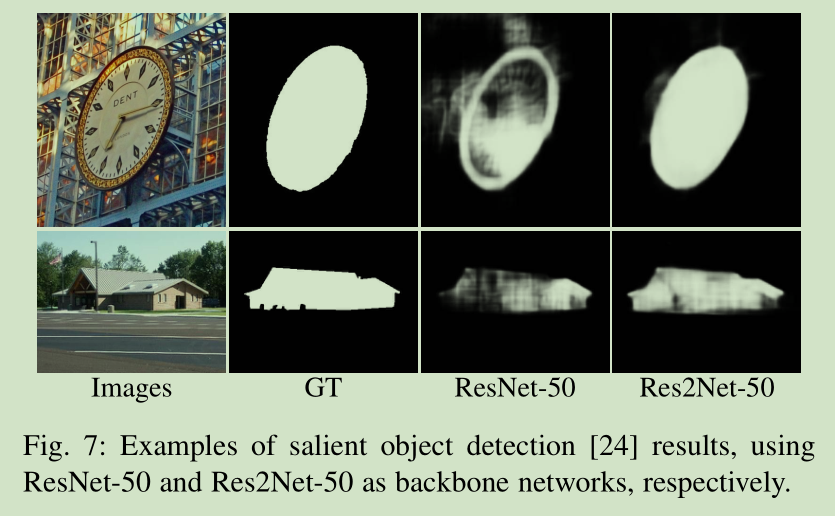 DENT
Images GT ResNet-50 Res2Net-50
Fig. 7: Examples of salient object detection [24] results, using
ResNet-50 and Res2Net-50 as backbone networks, respectively.